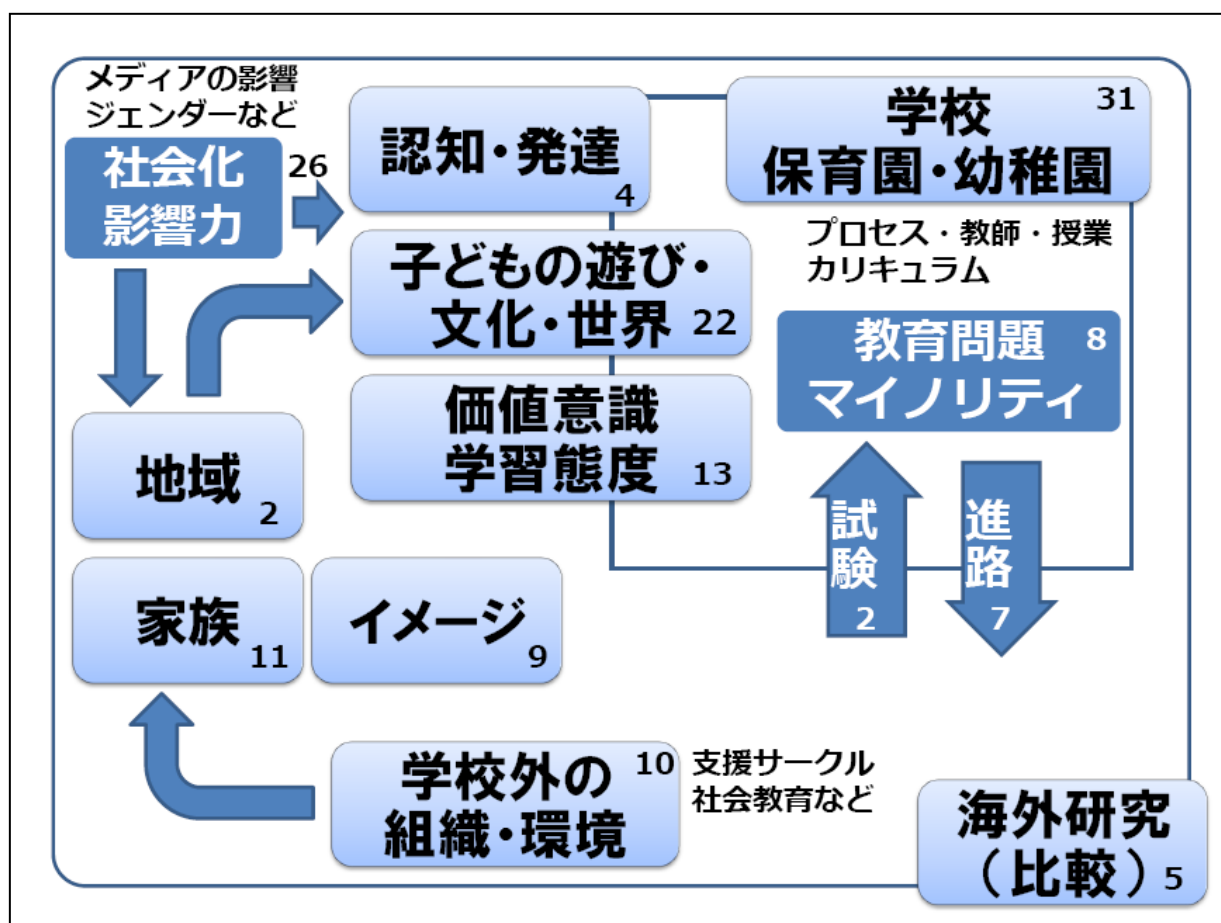 メディアの影響
ジェンダーなど
社会化
影響力
26
認知・発達
4
学校
31
保育園・幼稚園
プロセス・教師・授業
カリキュラム
子どもの遊び・
文化・世界
22
教育問題
8
マイノリティ
価値意識
学習態度
13
地域
2
試験
2
進路
7
家族
11
イメージ
9
学校外の
10
組織・環境
支援サークル
社会教育など
海外研究
（比較）
5